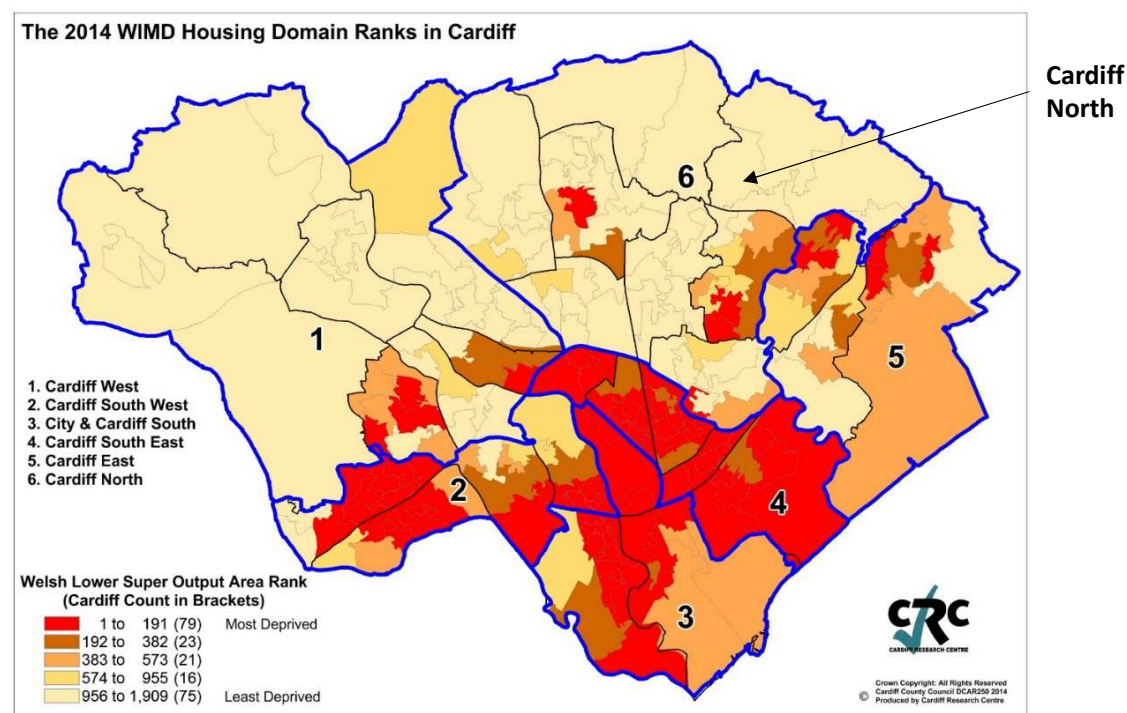 The 2014 WIMD Housing Domain Ranks in Cardiff
Cardiff
North
6
1
5
1. Cardiff West
2. Cardiff South West
3. City & Cardiff South
4. Cardiff South East
5. Cardiff East
6. Cardiff North
2
4
3
Welsh Lower Super Output Area Rank
(Cardiff Count in Brackets)
1 to 191 (79) Most Deprived
192 to 382 (23)
383 to 573 (21)
574 to 955 (16)
956 to 1,909 (75) Least Deprived
CRC
CARDIFF RESEARCH CENTRE
Crown Copyright: All Rights Reserved
© Cardiff County Council DCAR250 2014
Produced by Cardiff Research Centre